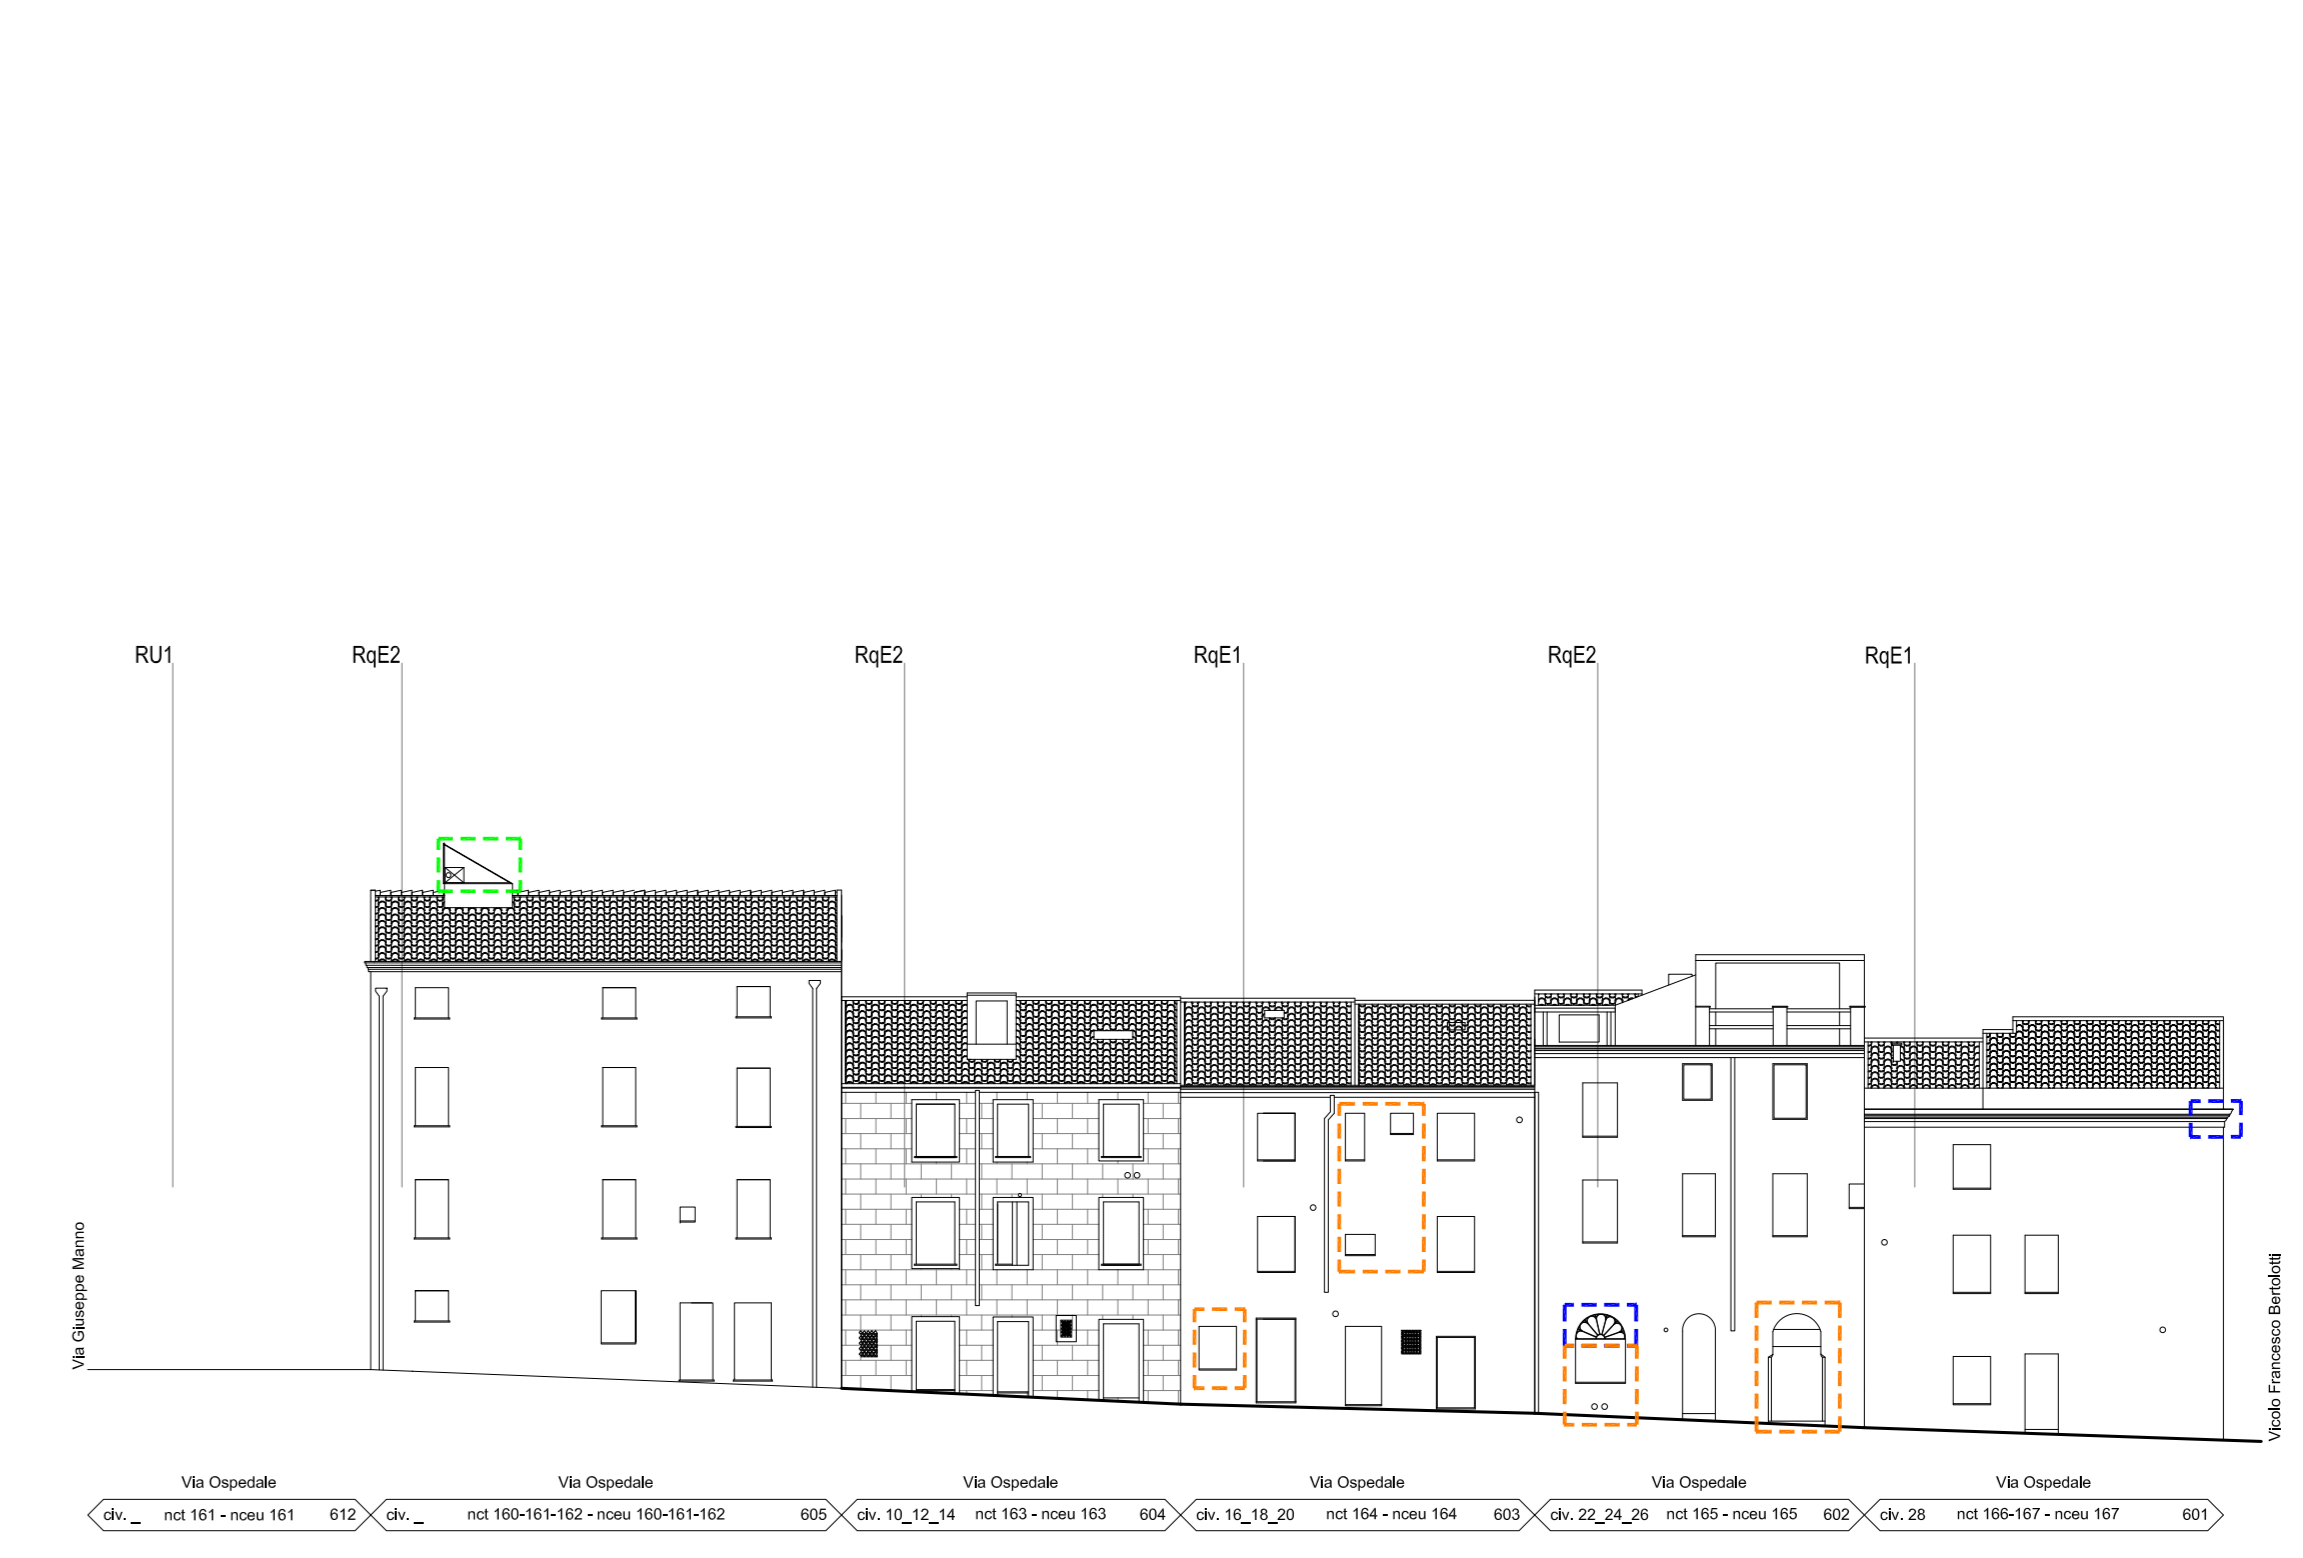 RU1 RqE2 RqE2 RqE1 RqE2 RqE1
Via Giuseppe Manno
Vicolo Francesco Bertolotti
Via Ospedale Via Ospedale Via Ospedale Via Ospedale Via Ospedale Via Ospedale
civ. _ nct 161 - nceu 161 612 civ. _ nct 160-161-162 - nceu 160-161-162 605 civ. 10_12_14 nct 163 - nceu 163 604 civ. 16_18_20 nct 164 - nceu 164 603 civ. 22_24_26 nct 165 - nceu 165 602 civ. 28 nct 166-167 - nceu 167 601